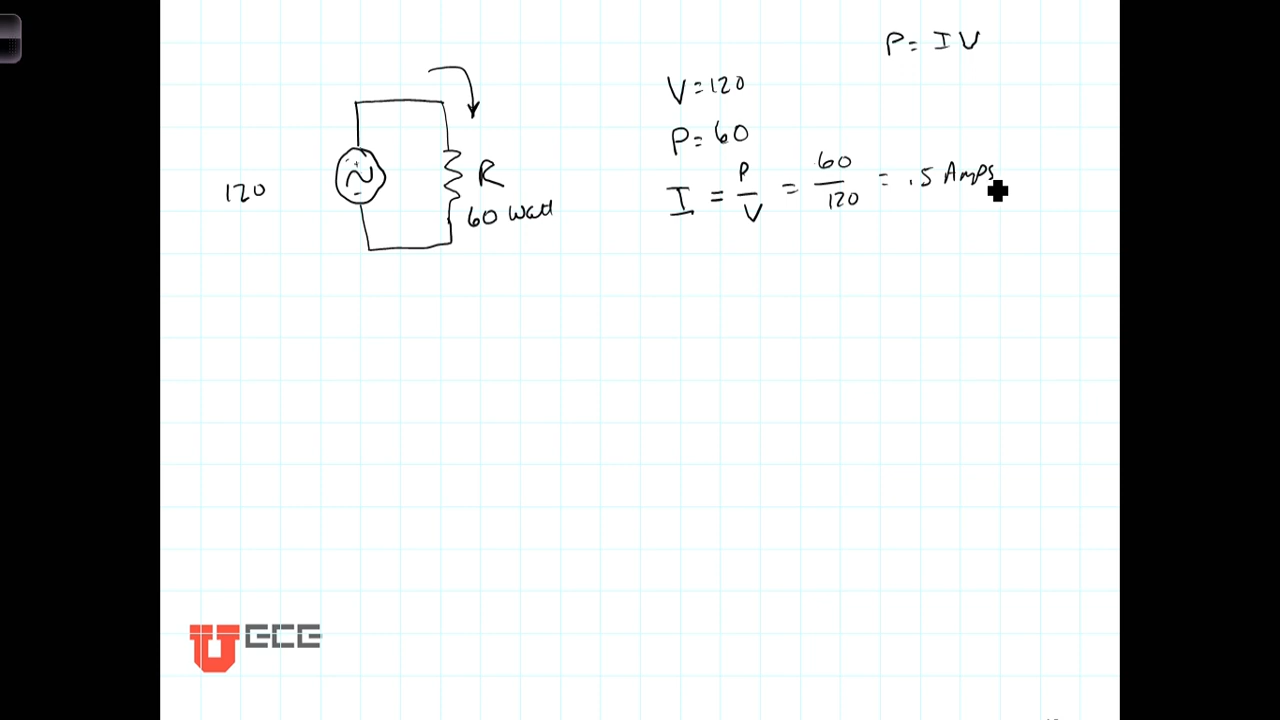 P = IV
V = 120
P = 60
I = P/V = 60/120 = .5 Amps
120
R
60 Watt
U ECE